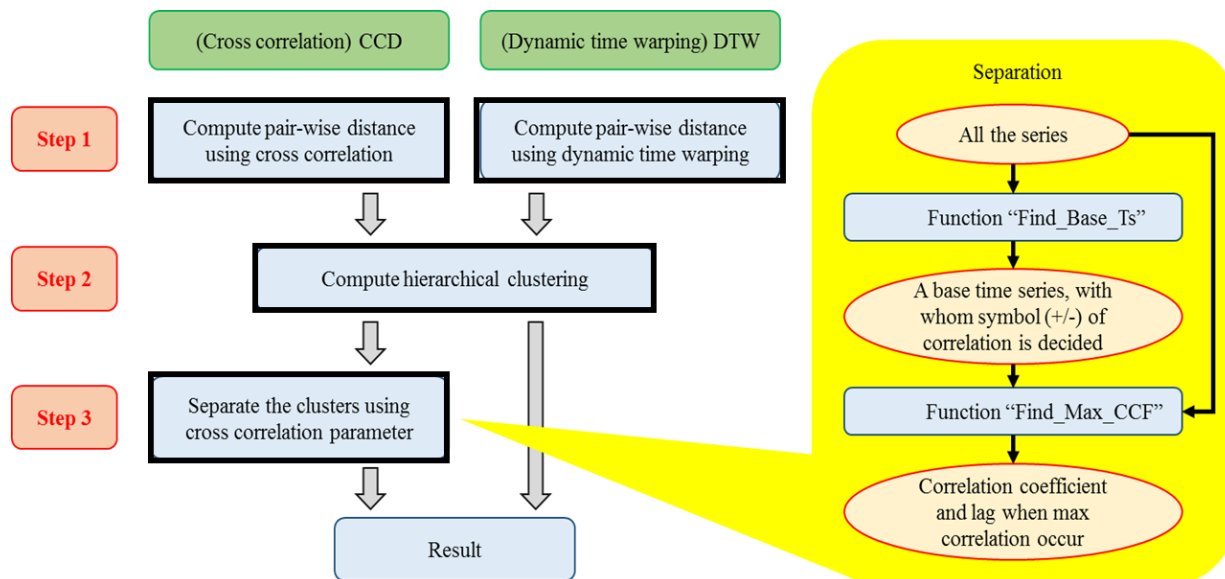 (Cross correlation) CCD
(Dynamic time warping) DTW
Step 1
Compute pair-wise distance
using cross correlation
Compute pair-wise distance
using dynamic time warping
Step 2
Compute hierarchical clustering
Step 3
Separate the clusters using
cross correlation parameter
Result
Separation
All the series
Function “Find_Base_Ts”
A base time series, with
whom symbol (+/-) of
correlation is decided
Function “Find_Max_CCF”
Correlation coefficient
and lag when max
correlation occur